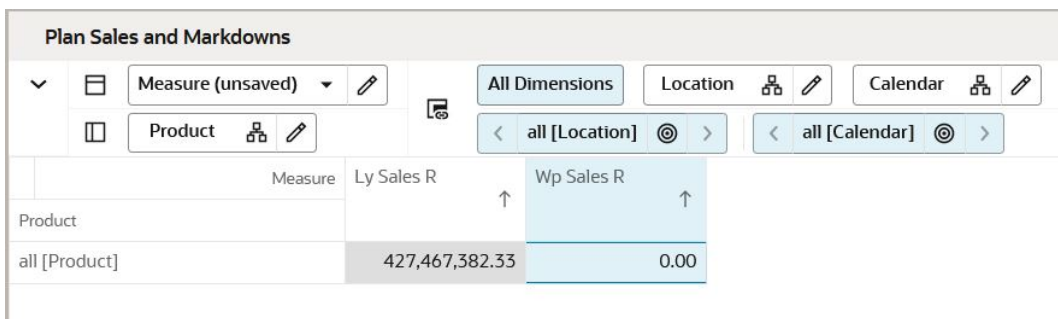 Plan Sales and Markdowns
Measure (unsaved)
All Dimensions Location Calendar
Product all [Location] all [Calendar]
Measure Ly Sales R Wp Sales R
Product
all [Product] 427,467,382.33 0.00